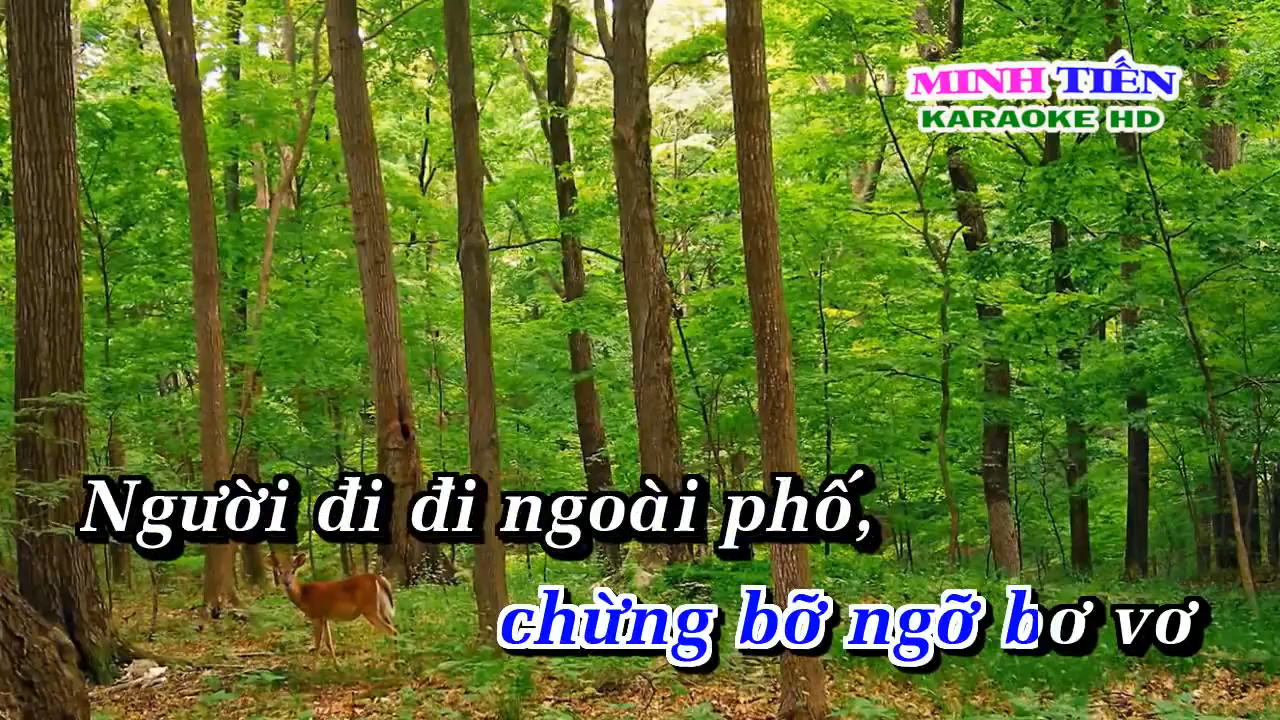 MINH TIẾN
KARAOKE HD
Người đi đi ngoài phố,
chừng bỡ ngỡ bơ vơ